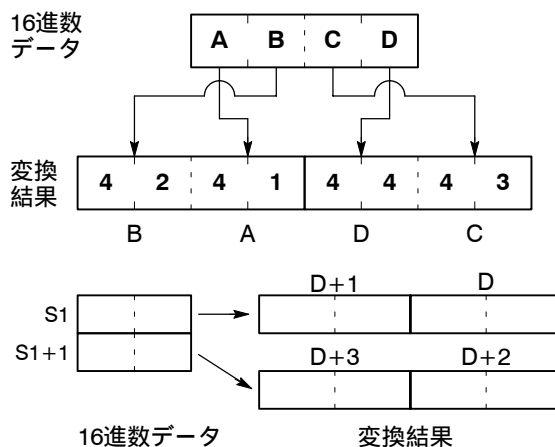 16進数
データ
A B C D
変換
結果
4 2 4 1 4 4 4 3
B A D C
D+1 D
S1
S1+1
D+3 D+2
16進数データ 変換結果